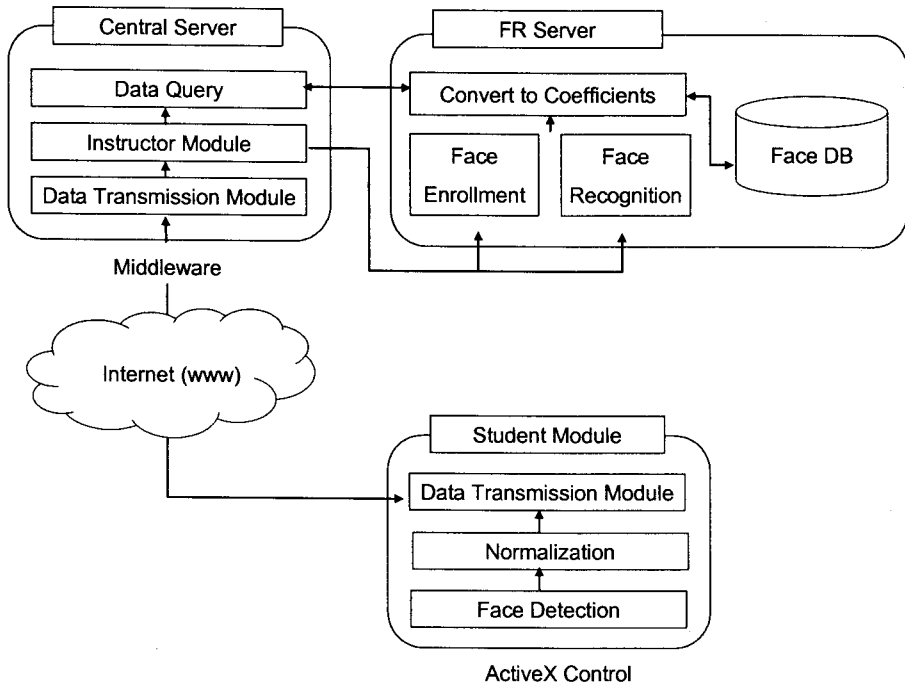 Central Server
Data Query
Instructor Module
Data Transmission Module
Middleware
FR Server
Convert to Coefficients
Face
Enrollment
Face
Recognition
Face DB
Internet (www)
Student Module
Data Transmission Module
Normalization
Face Detection
ActiveX Control